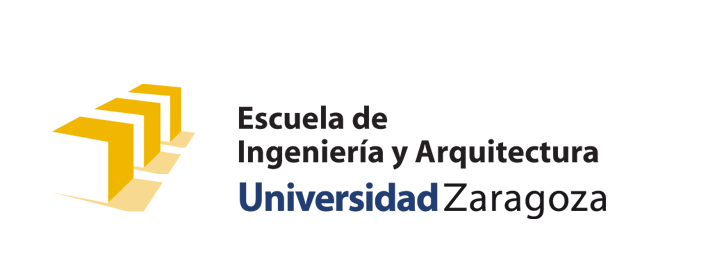 Escuela de
Ingeniería y Arquitectura
Universidad Zaragoza